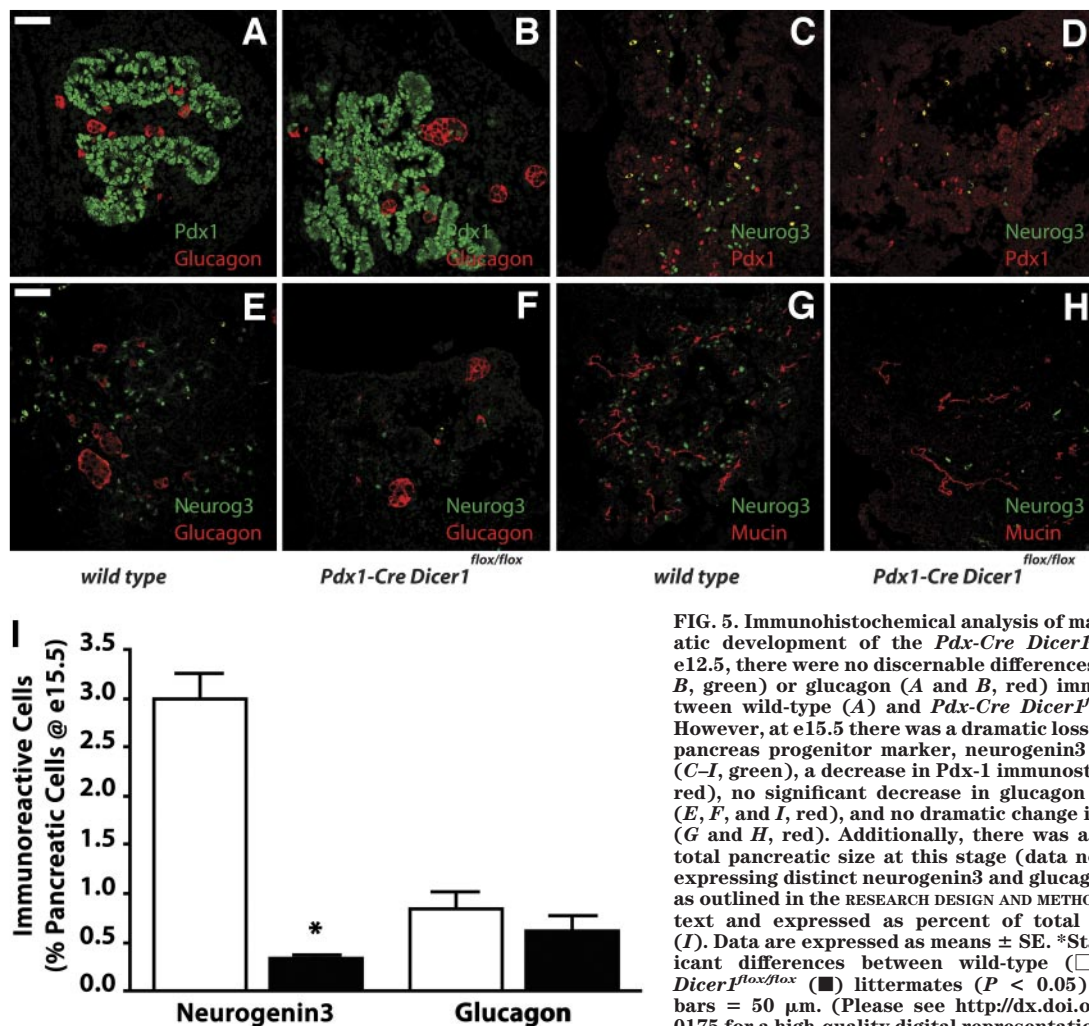 A
Pdx1
Glucagon
B
Pdx1
Glucagon
C
Neurog3
Pdx1
D
Neurog3
Pdx1
E
Neurog3
Glucagon
F
Neurog3
Glucagon
G
Neurog3
Mucin
H
Neurog3
Mucin
wild type
Pdx1-Cre Dicer1 flox/flox
wild type
Pdx1-Cre Dicer1 flox/flox
I
Immunoreactive Cells
(% Pancreatic Cells @ e15.5)
3.5
3.0
2.5
2.0
1.5
1.0
0.5
0.0
*
Neurogenin3
Glucagon
FIG. 5. Immunohistochemical analysis of ma
atic development of the Pdx-Cre Dicer1
e12.5, there were no discernable differences
B, green) or glucagon (A and B, red) imm
tween wild-type (A) and Pdx-Cre Dicer1
However, at e15.5 there was a dramatic loss
pancreas progenitor marker, neurogenin3
(C–I, green), a decrease in Pdx-1 immunost
red), no significant decrease in glucagon
(E, F, and I, red), and no dramatic change i
(G and H, red). Additionally, there was a
total pancreatic size at this stage (data n
expressing distinct neurogenin3 and glucag
as outlined in the RESEARCH DESIGN AND METHO
text and expressed as percent of total
(I). Data are expressed as means ± SE. *Sta
icant differences between wild-type (□
Dicer1flox/flox (■) littermates (P < 0.05)
bars = 50 μm. (Please see http://dx.doi.o
0175 for a high-quality digital representati